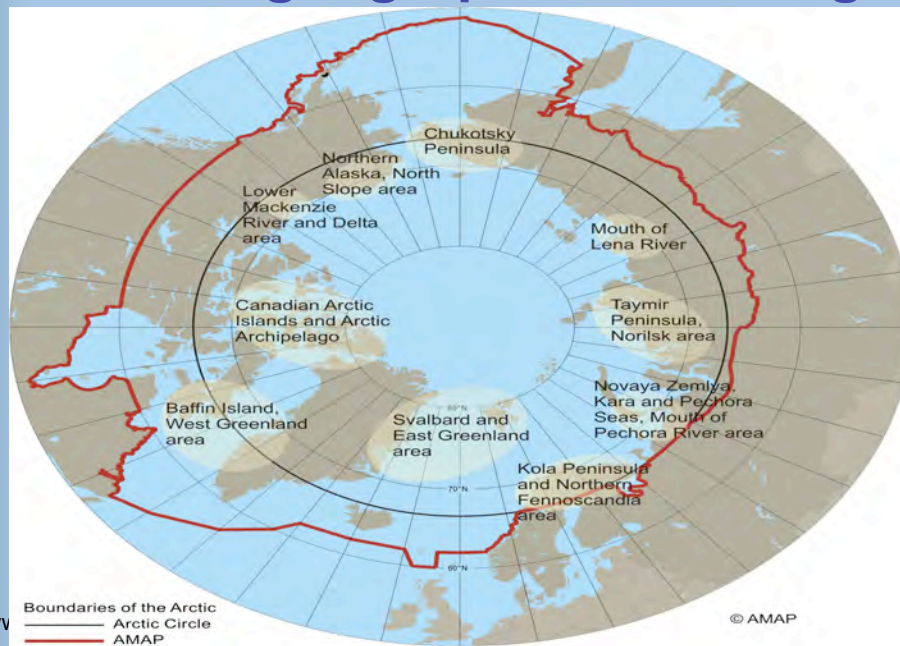 Chukotsky
Peninsula
Northern
Alaska, North
Slope area
Lower
Mackenzie
River and Delta
area
Mouth of
Lena River
Canadian Arctic
Islands and Arctic
Archipelago
Taymir
Peninsula,
Norilsk area
Novaya Zemlya,
Kara and Pechora
Seas, Mouth of
Pechora River area
Baffin Island,
West Greenland
area
80°N
Svalbard and
East Greenland
area
Kola Peninsula
and Northern
Fennoscandia
area
70°N
60°N
Boundaries of the Arctic
Arctic Circle
AMAP
© AMAP